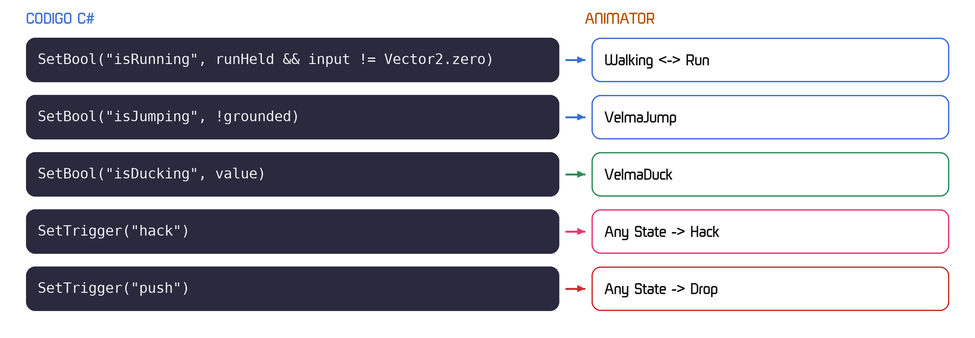 CODIGO C#
ANIMATOR
SetBool("isRunning", runHeld && input != Vector2.zero)
Walking <-> Run
SetBool("isJumping", !grounded)
VelmaJump
SetBool("isDucking", value)
VelmaDuck
SetTrigger("hack")
Any State -> Hack
SetTrigger("push")
Any State -> Drop